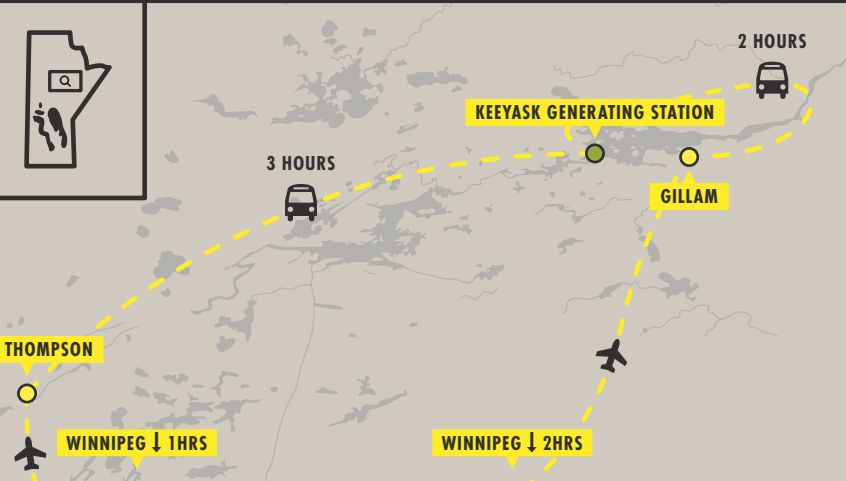 2 HOURS
KEEYASK GENERATING STATION
3 HOURS
GILLAM
THOMPSON
WINNIPEG ↓ 1HRS
WINNIPEG ↓ 2HRS